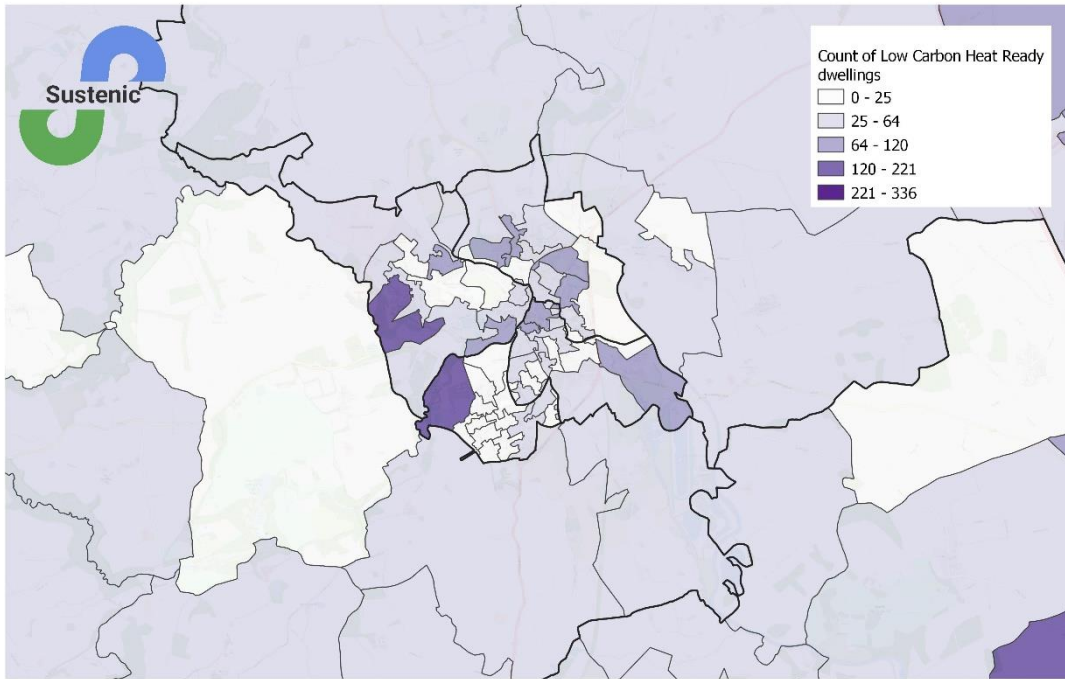 Sustenic
Count of Low Carbon Heat Ready
dwellings
0 - 25
25 - 64
64 - 120
120 - 221
221 - 336